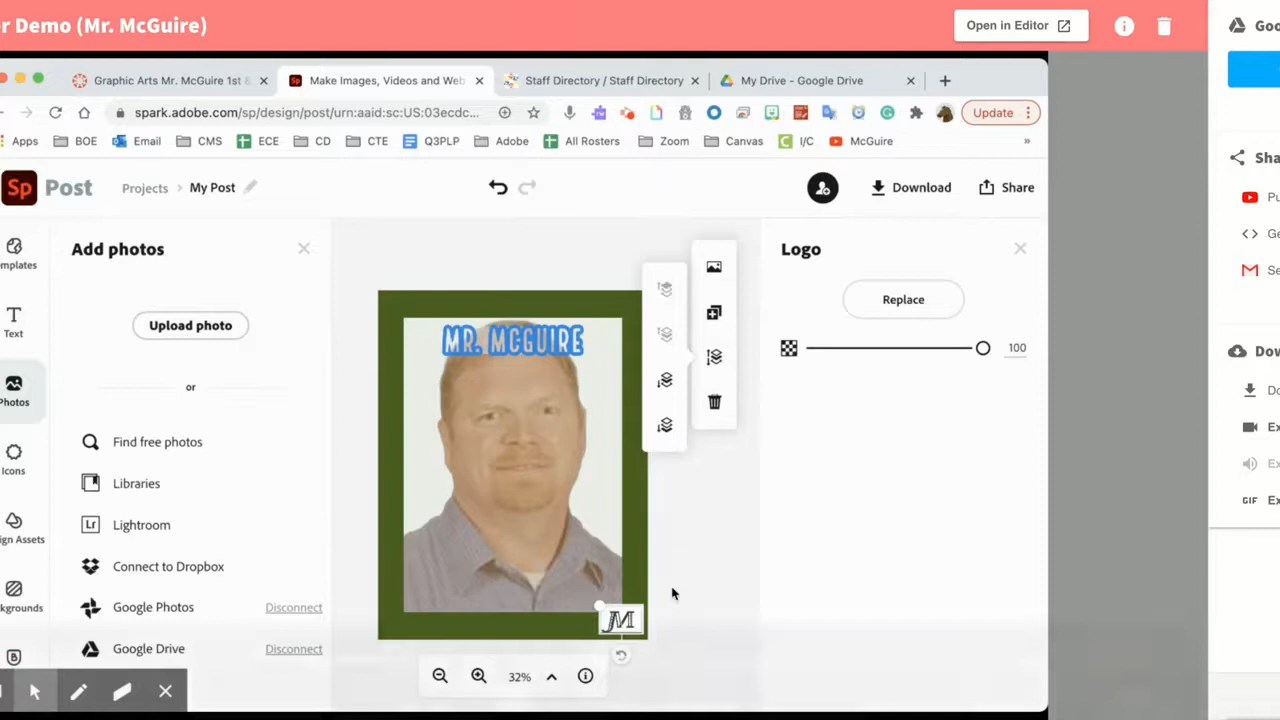 r Demo (Mr. McGuire)
Open in Editor
Goo
Graphic Arts Mr. McGuire 1st &
Make Images, Videos and Web
Staff Directory / Staff Directory
My Drive - Google Drive
spark.adobe.com/sp/design/post/urn:aaid:sc:US:03ecdc...
Update
Apps
BOE
Email
CMS
ECE
CD
CTE
Q3PLP
Adobe
All Rosters
Zoom
Canvas
I/C
McGuire
»
Sha
Sp
Post
Projects
>
My Post
Download
Share
Pu
Ge
Se
Add photos
Logo
mplates
Upload photo
Replace
Text
MR. MCGUIRE
100
Dow
or
Photos
Do
Find free photos
Ex
Icons
Libraries
Ex
Lr
Lightroom
GIF
Ex
ign Assets
Connect to Dropbox
kgrounds
Google Photos
Disconnect
JM
Google Drive
Disconnect
32%